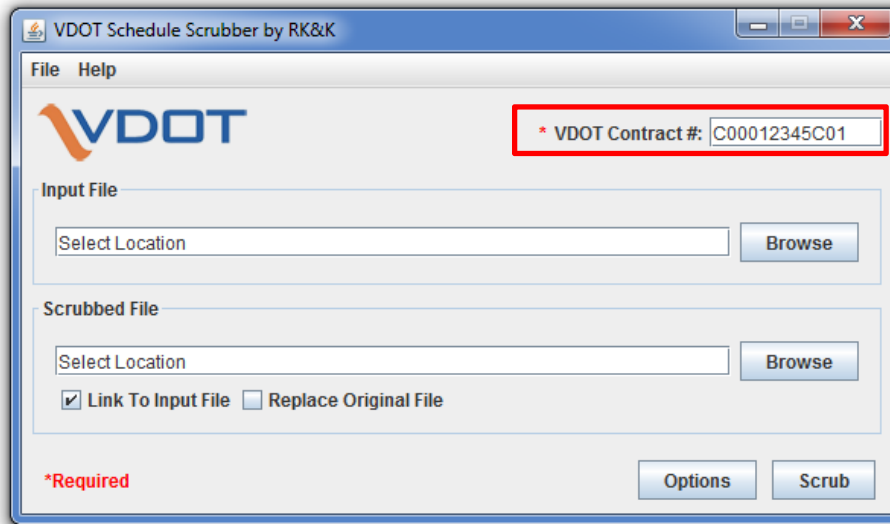 VDOT Schedule Scrubber by RK&K
File Help
VDOT
* VDOT Contract #: C00012345C01
Input File
Select Location Browse
Scrubbed File
Select Location Browse
Link To Input File Replace Original File
*Required Options Scrub